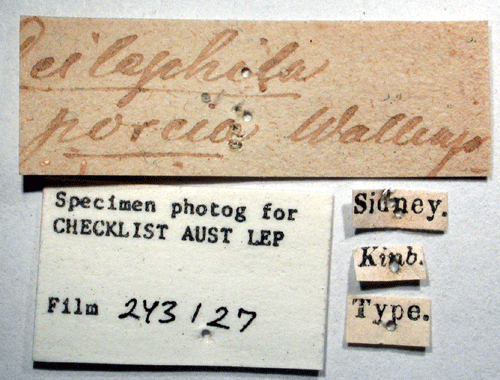 Deilephila
porcia Wallengr
Specimen photog for
CHECKLIST AUST LEP
Film 243127
Sidney.
Kinb.
Type.